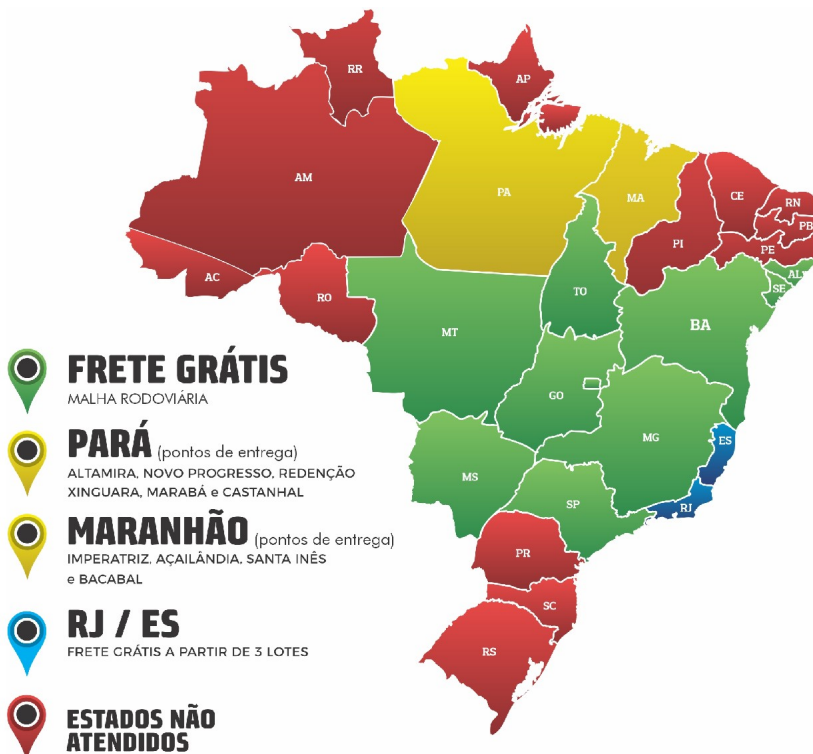 RR
AP
AM
PA
MA
CE
RN
PB
PI
PE
AL
SE
AC
RO
TO
BA
MT
GO
MG
ES
MS
SP
RJ
PR
SC
RS
FRETE GRÁTIS
MALHA RODOVIÁRIA
PARÁ (pontos de entrega)
ALTAMIRA, NOVO PROGRESSO, REDENÇÃO
XINGUARA, MARABÁ e CASTANHAL
MARANHÃO (pontos de entrega)
IMPERATRIZ, AÇAILÂNDIA, SANTA INÊS
e BACABAL
RJ / ES
FRETE GRÁTIS A PARTIR DE 3 LOTES
ESTADOS NÃO
ATENDIDOS